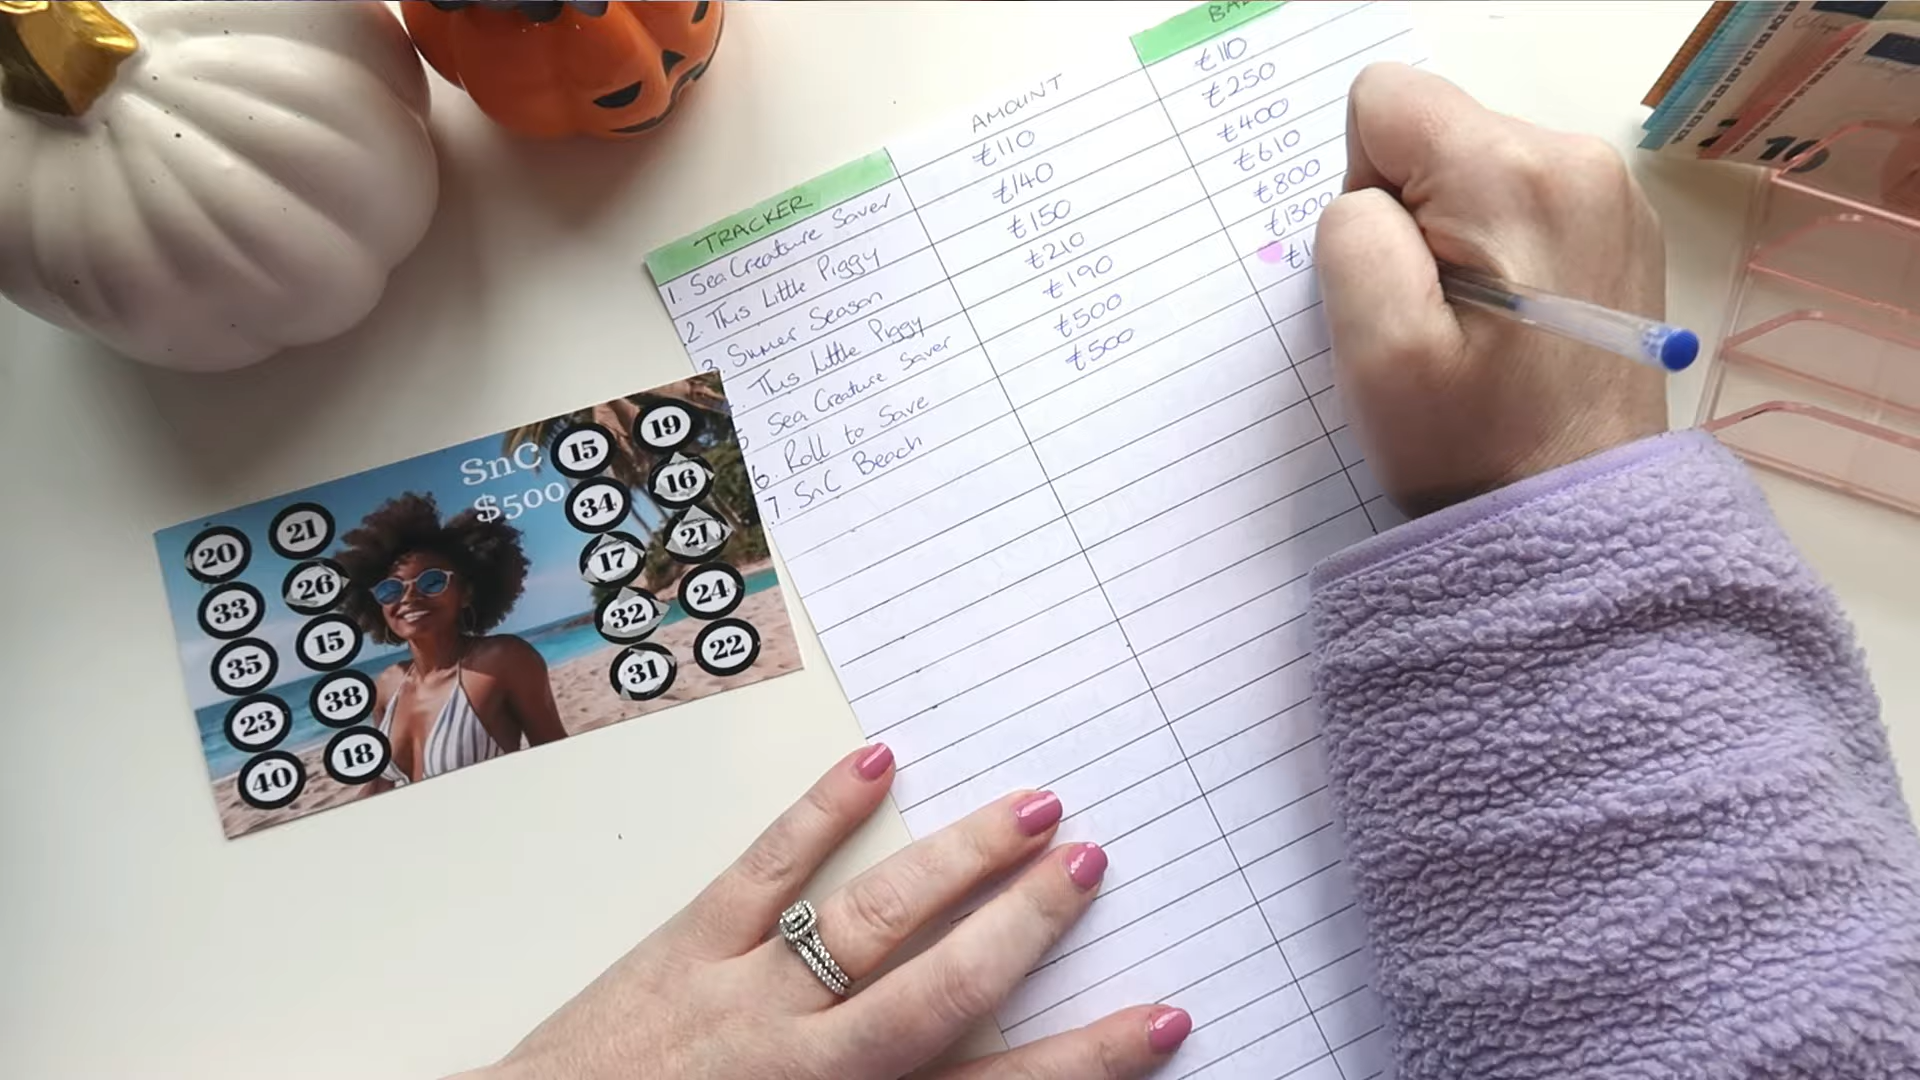 TRACKER AMOUNT
1. Sea Creature Saver €110 €110
2. This Little Piggy €140 €250
3. Summer Season €150 €400
This Little Piggy €210 €610
5 Sea Creature Saver €190 €800
6. Roll to Save €500 €1300
7. SnC Beach €500
SnC
$500
20 21
33 26
35 15
23 38
40 18
15 19
34 16
17 21
32 24
31 22
10